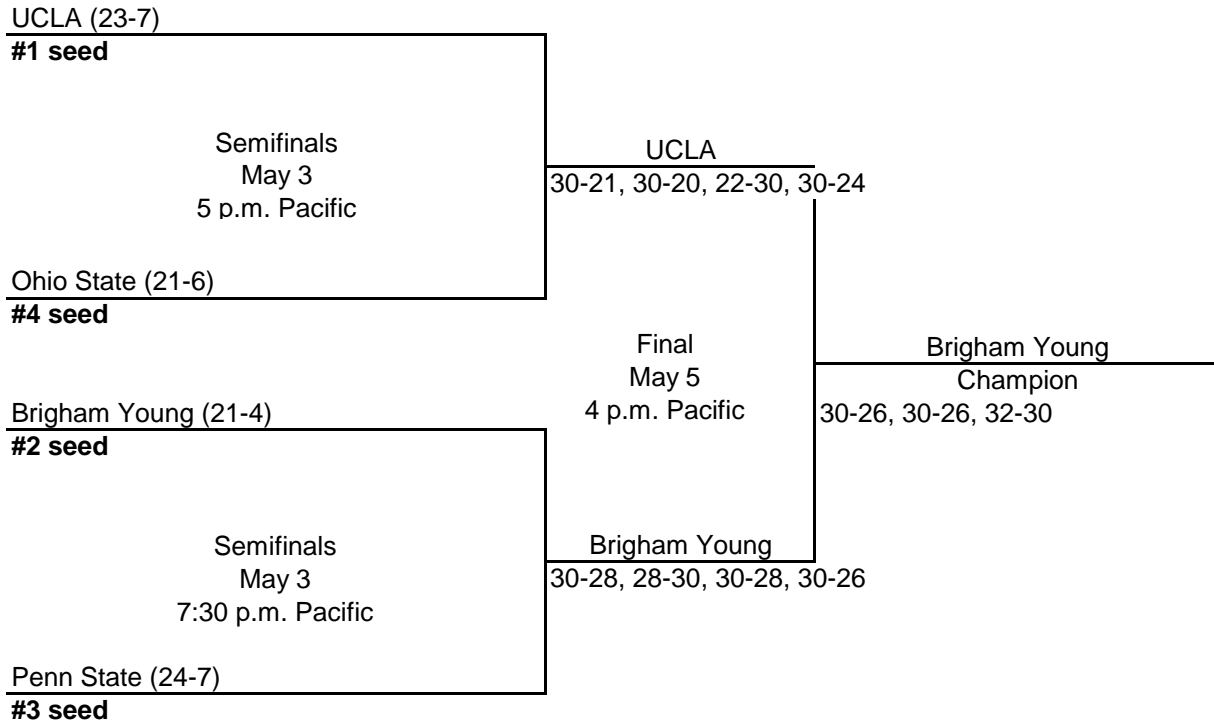 UCLA (23-7)
#1 seed
Semifinals
May 3
5 p.m. Pacific
UCLA
30-21, 30-20, 22-30, 30-24
Ohio State (21-6)
#4 seed
Final
May 5
4 p.m. Pacific
Brigham Young
Champion
30-26, 30-26, 32-30
Brigham Young (21-4)
#2 seed
Semifinals
May 3
7:30 p.m. Pacific
Brigham Young
30-28, 28-30, 30-28, 30-26
Penn State (24-7)
#3 seed